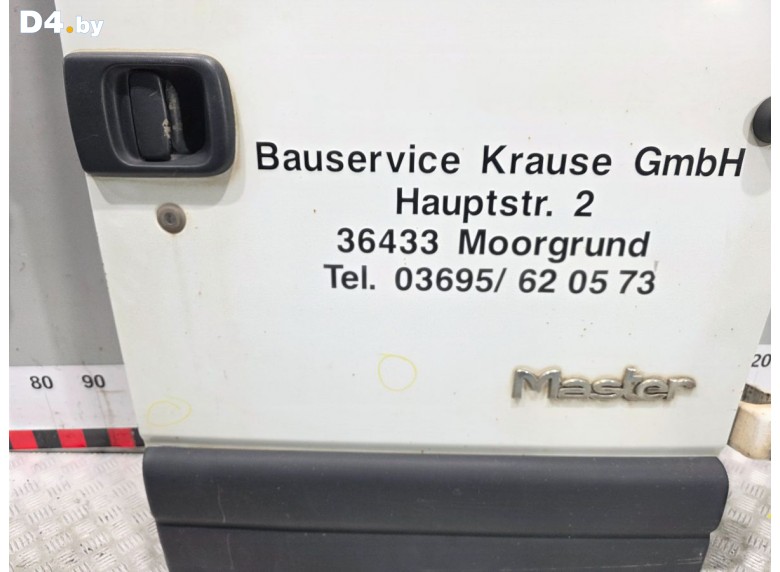 D4.by
Bauservice Krause GmbH
Hauptstr. 2
36433 Moorgrund
Tel. 03695/ 62 05 73
Master
80 90
20